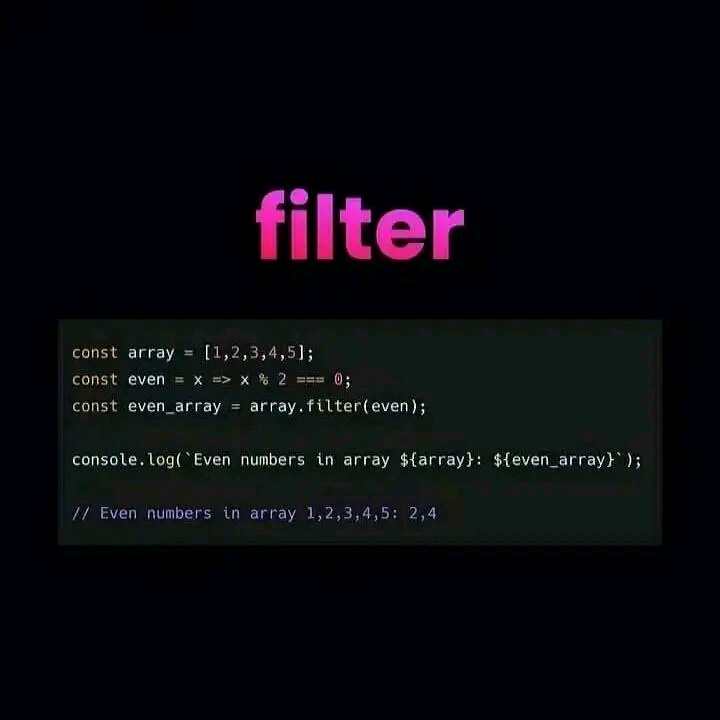 filter
const array = [1,2,3,4,5];
const even = x => x % 2 === 0;
const even_array = array.filter(even);
console.log(`Even numbers in array ${array}: ${even_array}`);
// Even numbers in array 1,2,3,4,5: 2,4